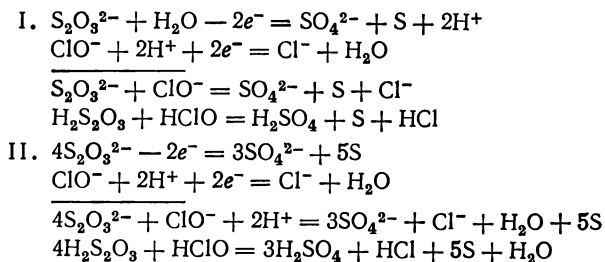 I. S₂O₃²⁻ + H₂O — 2e⁻ = SO₄²⁻ + S + 2H⁺
ClO⁻ + 2H⁺ + 2e⁻ = Cl⁻ + H₂O
S₂O₃²⁻ + ClO⁻ = SO₄²⁻ + S + Cl⁻
H₂S₂O₃ + HClO = H₂SO₄ + S + HCl
II. 4S₂O₃²⁻ — 2e⁻ = 3SO₄²⁻ + 5S
ClO⁻ + 2H⁺ + 2e⁻ = Cl⁻ + H₂O
4S₂O₃²⁻ + ClO⁻ + 2H⁺ = 3SO₄²⁻ + Cl⁻ + H₂O + 5S
4H₂S₂O₃ + HClO = 3H₂SO₄ + HCl + 5S + H₂O